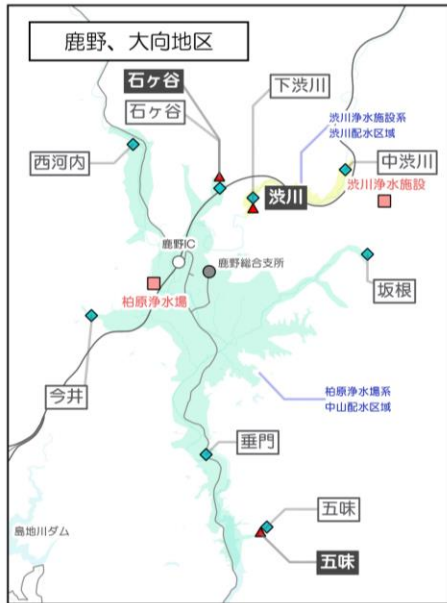 鹿野、大向地区
石ヶ谷
石ヶ谷
下渋川
渋川浄水施設系
渋川配水区域
西河内
中渋川
渋川
渋川浄水施設
鹿野IC
鹿野総合支所
柏原浄水場
坂根
今井
柏原浄水場系
中山配水区域
垂門
五味
島地川ダム
五味